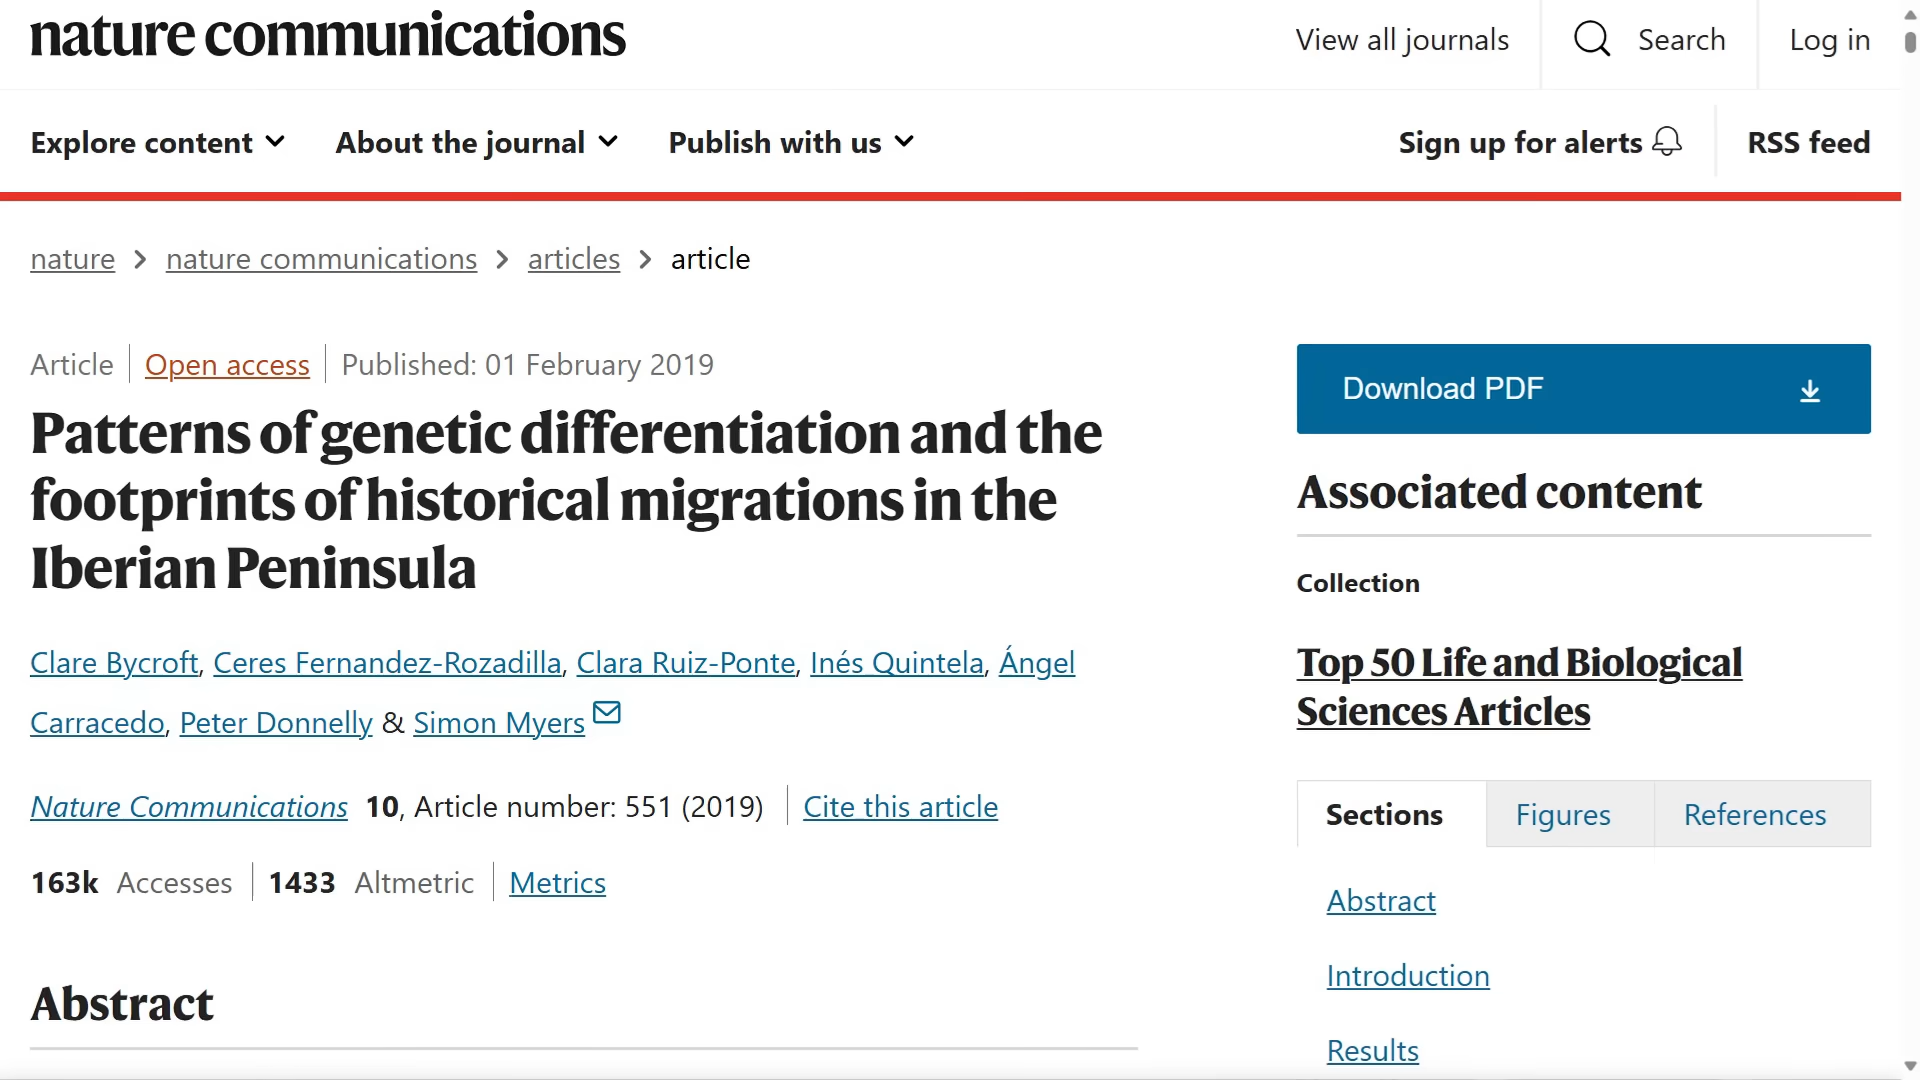 nature communications
View all journals
Search
Log in
Explore content
About the journal
Publish with us
Sign up for alerts
RSS feed
nature > nature communications > articles > article
Article | Open access | Published: 01 February 2019
Patterns of genetic differentiation and the
footprints of historical migrations in the
Iberian Peninsula
Clare Bycroft, Ceres Fernandez-Rozadilla, Clara Ruiz-Ponte, Inés Quintela, Ángel
Carracedo, Peter Donnelly & Simon Myers
Nature Communications 10, Article number: 551 (2019) | Cite this article
163k Accesses | 1433 Altmetric | Metrics
Abstract
Download PDF
Associated content
Collection
Top 50 Life and Biological
Sciences Articles
Sections
Figures
References
Abstract
Introduction
Results